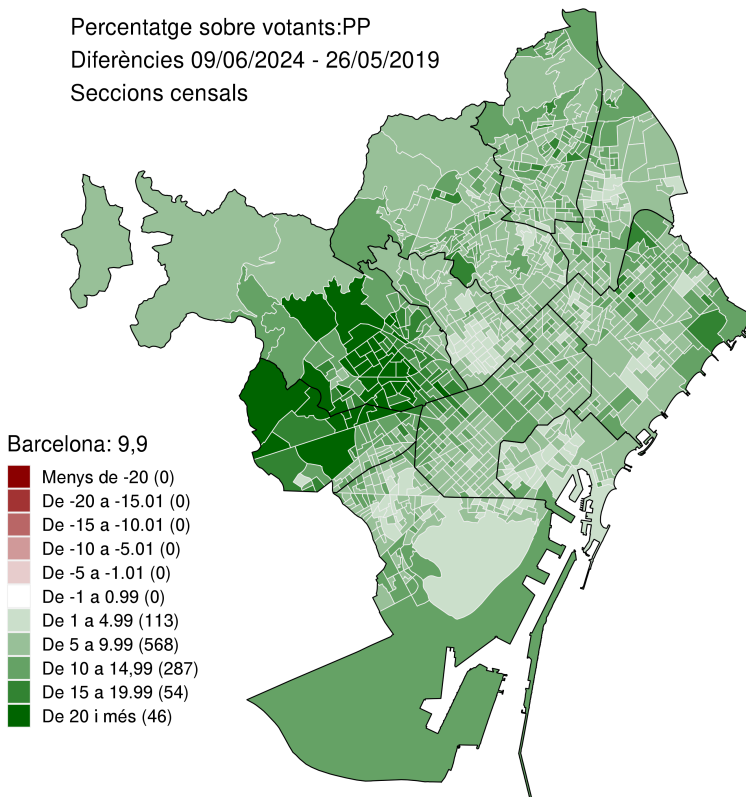 Percentatge sobre votants:PP
Diferències 09/06/2024 - 26/05/2019
Seccions censals
Barcelona: 9,9
Menys de -20 (0)
De -20 a -15.01 (0)
De -15 a -10.01 (0)
De -10 a -5.01 (0)
De -5 a -1.01 (0)
De -1 a 0.99 (0)
De 1 a 4.99 (113)
De 5 a 9.99 (568)
De 10 a 14,99 (287)
De 15 a 19.99 (54)
De 20 i més (46)